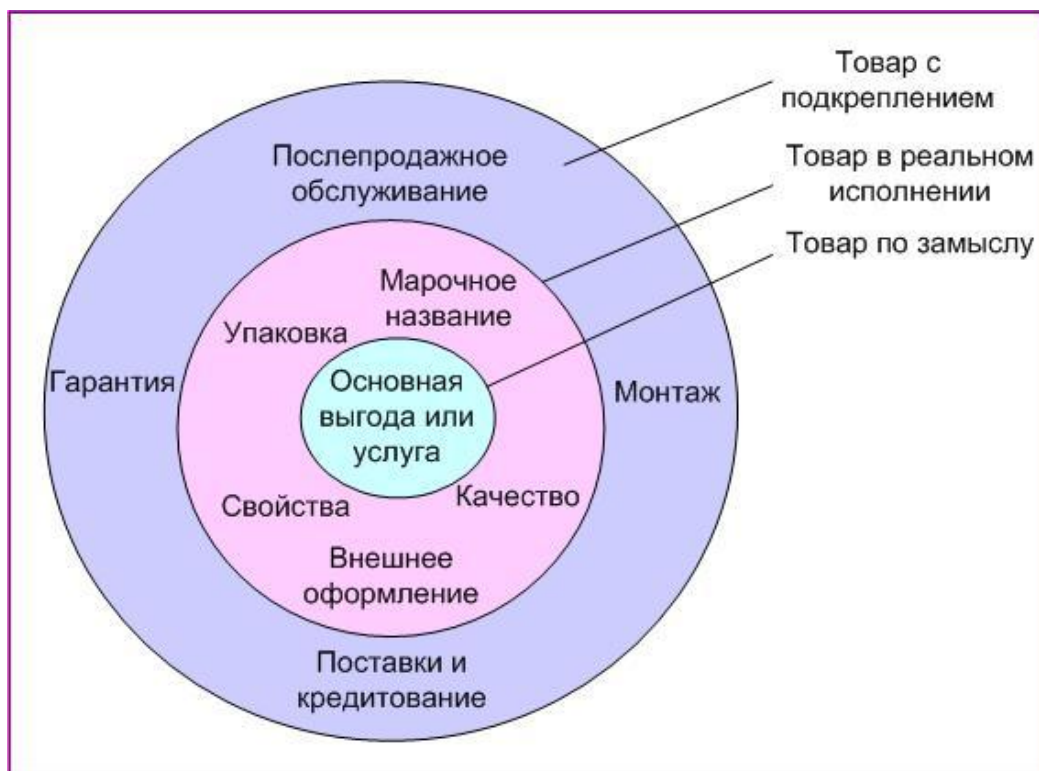 Товар с
подкреплением
Послепродажное
обслуживание
Товар в реальном
исполнении
Товар по замыслу
Марочное
название
Упаковка
Гарантия
Основная
выгода или
услуга
Монтаж
Свойства
Качество
Внешнее
оформление
Поставки и
кредитование